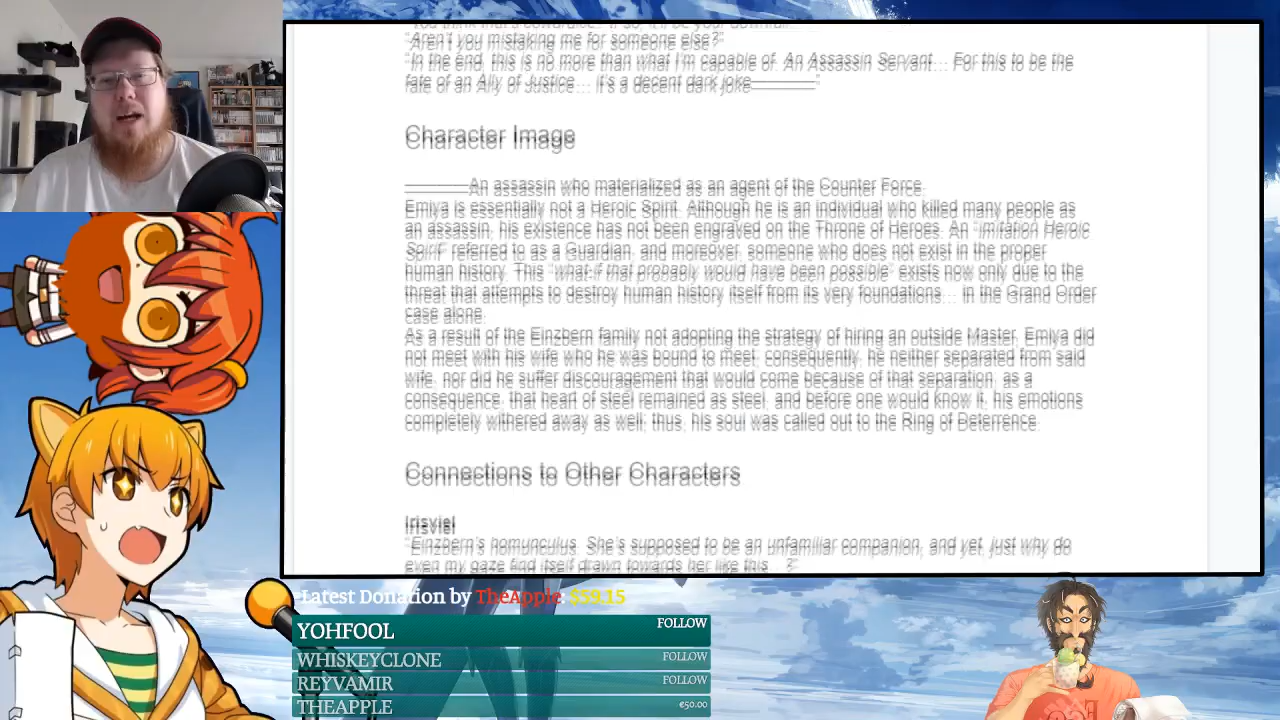 "Aren't you mistaking me for someone else?"
"In the end, this is no more than what I'm capable of. An Assassin Servant… For this to be the
fate of an Ally of Justice… it's a decent dark joke————"
Character Image
————An assassin who materialized as an agent of the Counter Force.
Emiya is essentially not a Heroic Spirit. Although he is an individual who killed many people as
an assassin, his existence has not been engraved on the Throne of Heroes. An "imitation Heroic
Spirit" referred to as a Guardian, and moreover, someone who does not exist in the proper
human history. This "what-if that probably would have been possible" exists now only due to the
threat that attempts to destroy human history itself from its very foundations… in the Grand Order
case alone.
As a result of the Einzbern family not adopting the strategy of hiring an outside Master, Emiya did
not meet with his wife who he was bound to meet; consequently, he neither separated from said
wife, nor did he suffer discouragement that would come because of that separation; as a
consequence, that heart of steel remained as steel, and before one would know it, his emotions
completely withered away as well; thus, his soul was called out to the Ring of Deterrence.
Connections to Other Characters
Irisviel
"Einzbern's homunculus. She's supposed to be an unfamiliar companion, and yet, just why do
even my gaze find itself drawn towards her like this…?"
Latest Donation by TheApple: $59.15
YOHFOOL FOLLOW
WHISKEYCLONE FOLLOW
REYVAMIR FOLLOW
THEAPPLE €50.00